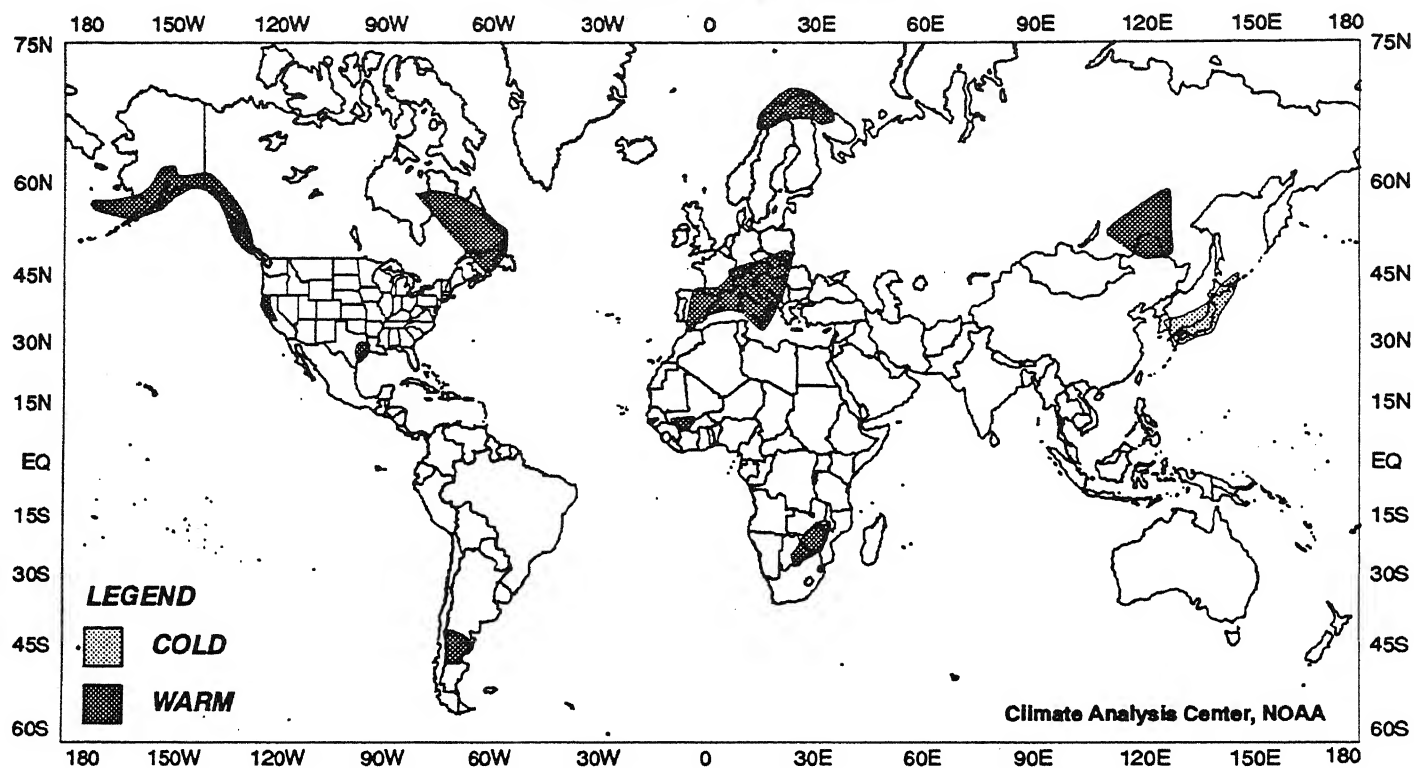 180 150W 120W 90W 60W 30W 0 30E 60E 90E 120E 150E 180
75N 75N
60N 60N
45N 45N
30N 30N
15N 15N
EQ EQ
15S 15S
30S 30S
LEGEND
45S COLD 45S
WARM
Climate Analysis Center, NOAA
60S 60S
180 150W 120W 90W 60W 30W 0 30E 60E 90E 120E 150E 180